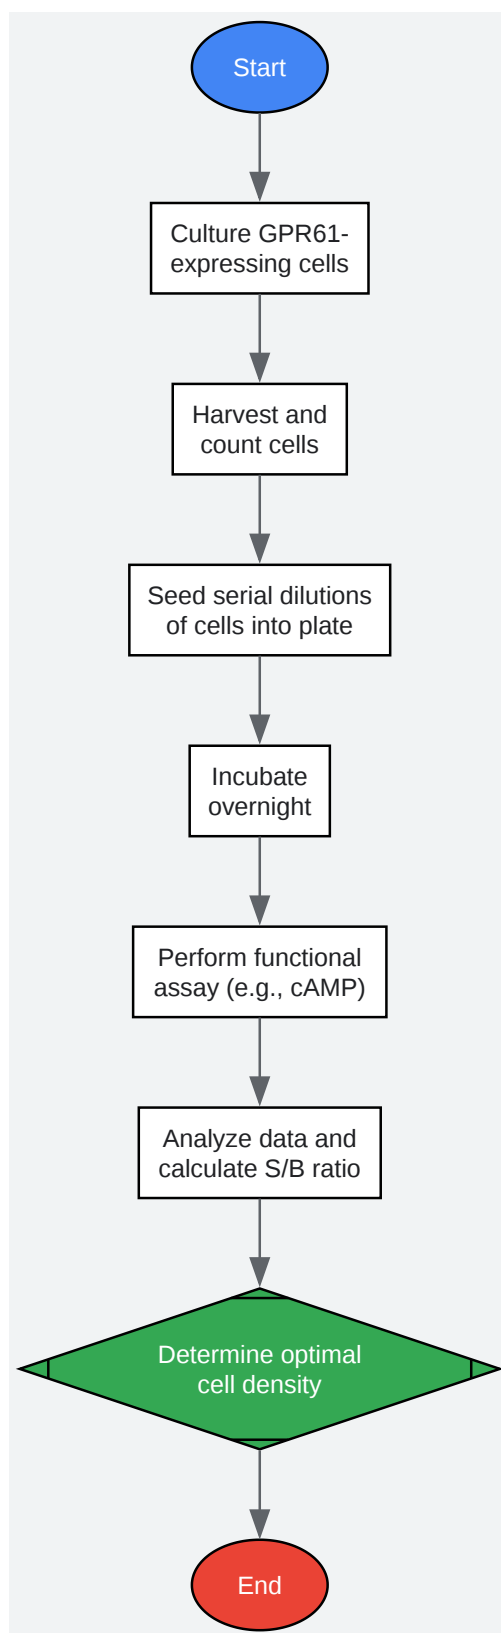 Start
Culture GPR61-
expressing cells
Harvest and
count cells
Seed serial dilutions
of cells into plate
Incubate
overnight
Perform functional
assay (e.g., cAMP)
Analyze data and
calculate S/B ratio
Determine optimal
cell density
End